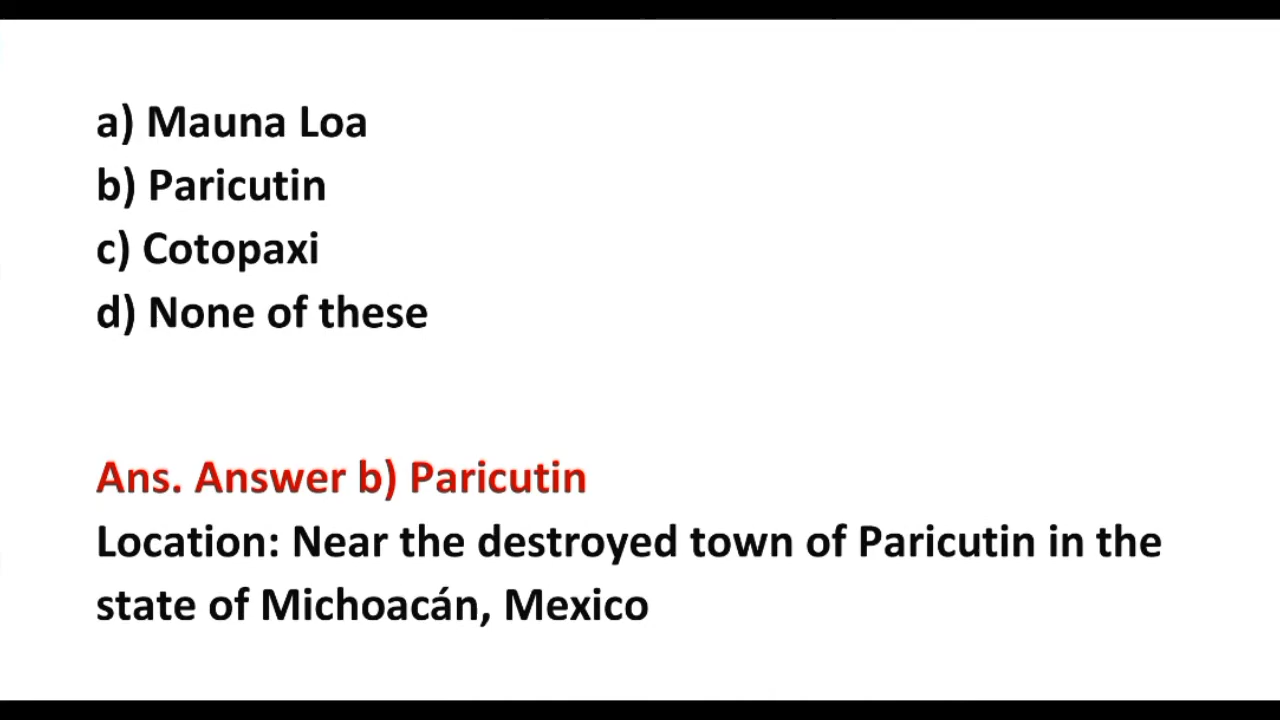 a) Mauna Loa
b) Paricutin
c) Cotopaxi
d) None of these
Ans. Answer b) Paricutin
Location: Near the destroyed town of Paricutin in the
state of Michoacán, Mexico